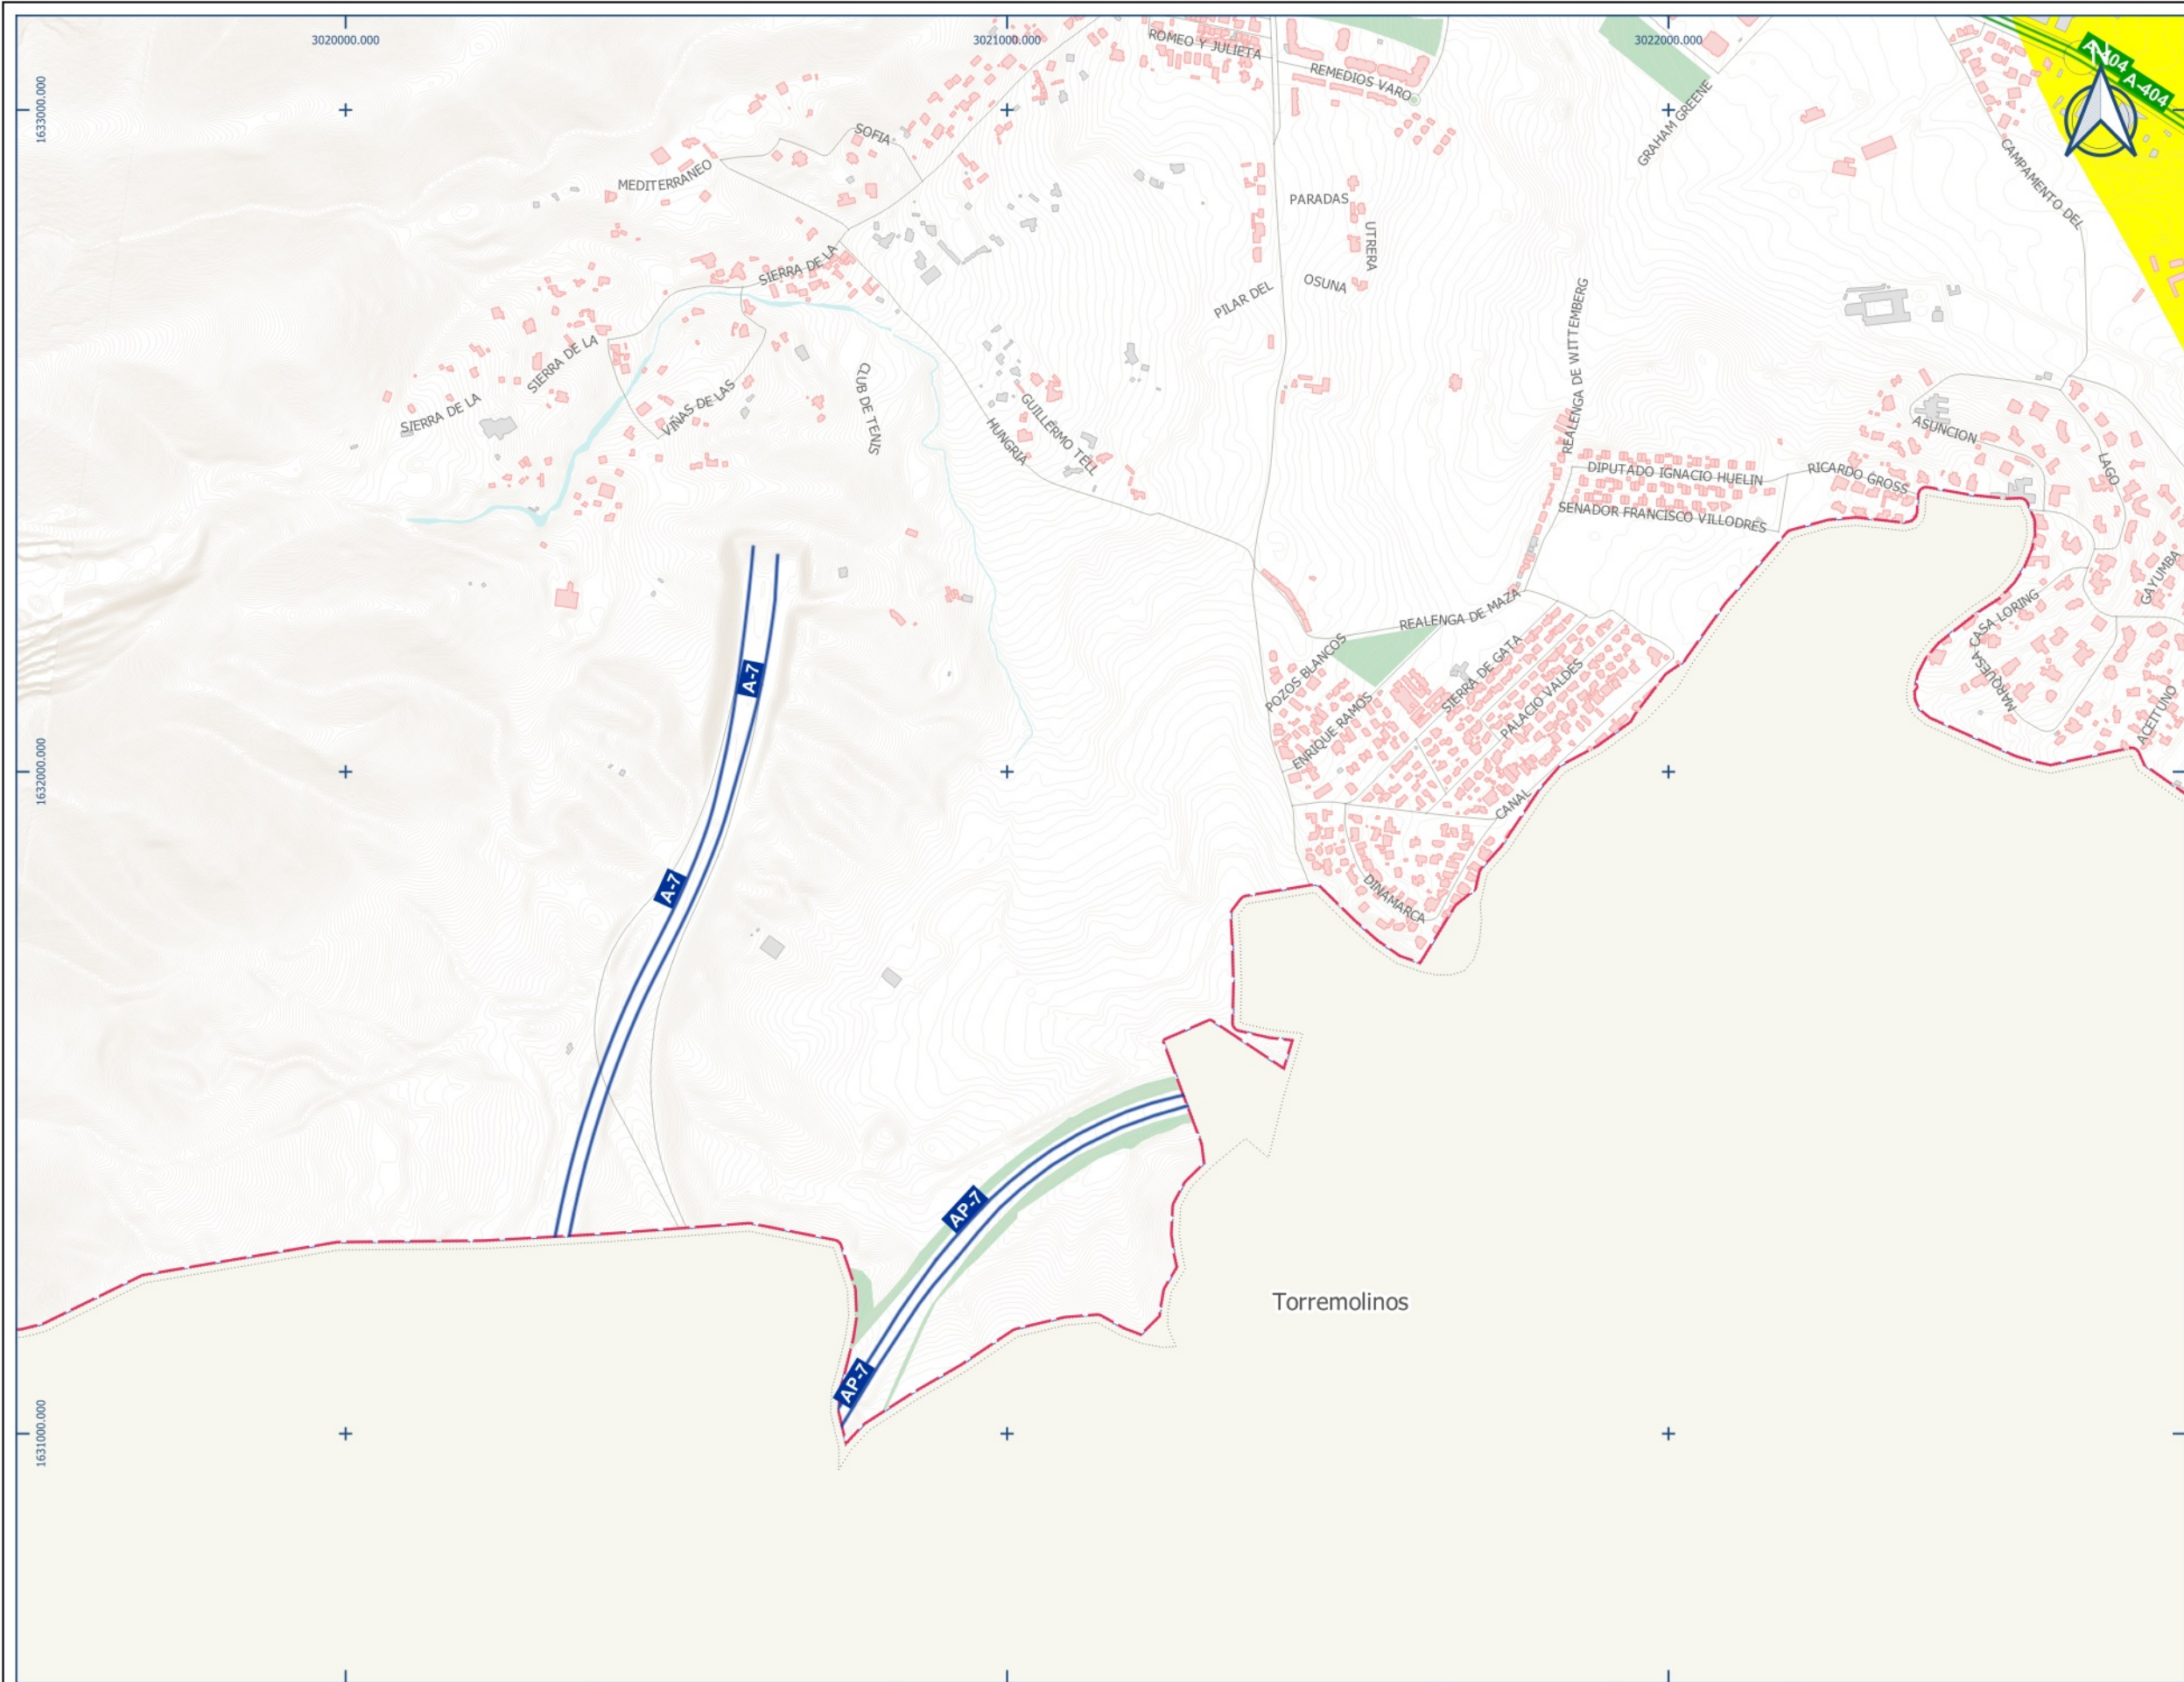 3020000.000
3021000.000
3022000.000
ROMEO Y JULIETA
REMEDIOS VARO
A-404
A-404
GRAHAM GREENE
1633000.000
SOFIA
MEDITERRANEO
CAMPAMENTO DEL
PARADAS
UTRERA
SIERRA DE LA
OSUNA
PILAR DEL
REALENGA DE WITTEMBERG
SIERRA DE LA
SIERRA DE LA
VIÑAS DE LAS
CLUB DE TENIS
GUILLERMO TELL
HUNGRIA
ASUNCION
LAGO
DIPUTADO IGNACIO HUELIN
RICARDO GROSS
SENADOR FRANCISCO VILLODRES
GAYUMBA
REALENGA DE MAZA
CASA LORING
MARQUESA
POZOS BLANCOS
SIERRA DE GATA
A-7
PALACIO VALDES
ENRIQUE RAMOS
ACEITUNO
1632000.000
CANAL
A-7
DINAMARCA
AP-7
Torremolinos
AP-7
1631000.000